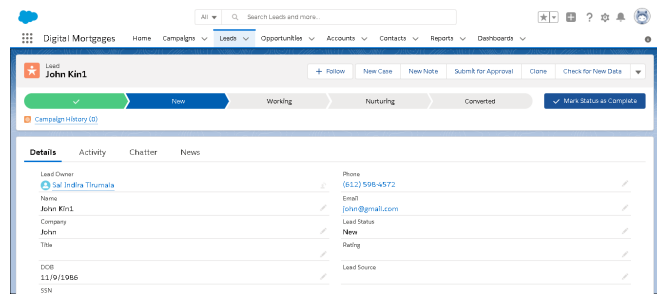 All
Search Leads and more...
Digital Mortgages Home Campaigns Leads Opportunities Accounts Contacts Reports Dashboards
Lead
John Kin1
+ Follow New Case New Note Submit for Approval Clone Check for New Data
New Working Nurturing Converted Mark Status as Complete
Campaign History (0)
Details Activity Chatter News
Lead Owner Phone
Sai Indira Tirumala (612) 598-4572
Name Email
John Kin1 john@gmail.com
Company Lead Status
John New
Title Rating
DOB Lead Source
11/9/1986
SSN